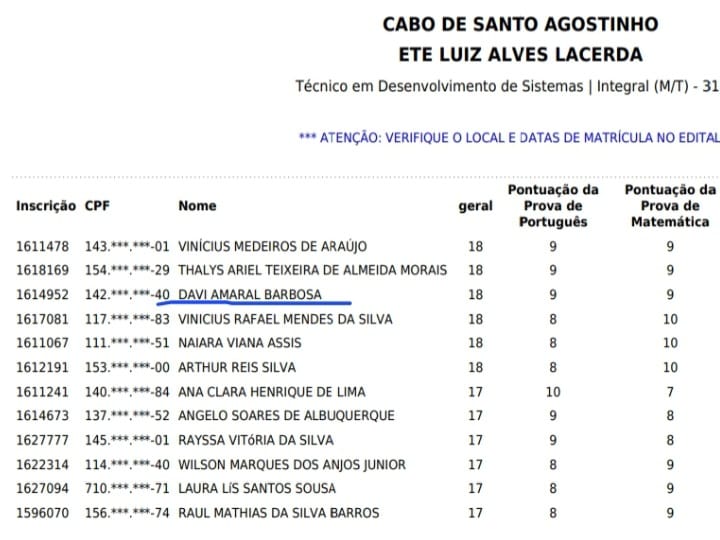 CABO DE SANTO AGOSTINHO
ETE LUIZ ALVES LACERDA
Técnico em Desenvolvimento de Sistemas | Integral (M/T) - 31
*** ATENÇÃO: VERIFIQUE O LOCAL E DATAS DE MATRÍCULA NO EDITAL
Inscrição CPF Nome geral Pontuação da Prova de Português Pontuação da Prova de Matemática
1611478 143.***.***-01 VINÍCIUS MEDEIROS DE ARAÚJO 18 9 9
1618169 154.***.***-29 THALYS ARIEL TEIXEIRA DE ALMEIDA MORAIS 18 9 9
1614952 142.***.***-40 DAVI AMARAL BARBOSA 18 9 9
1617081 117.***.***-83 VINICIUS RAFAEL MENDES DA SILVA 18 8 10
1611067 111.***.***-51 NAIARA VIANA ASSIS 18 8 10
1612191 153.***.***-00 ARTHUR REIS SILVA 18 8 10
1611241 140.***.***-84 ANA CLARA HENRIQUE DE LIMA 17 10 7
1614673 137.***.***-52 ANGELO SOARES DE ALBUQUERQUE 17 9 8
1627777 145.***.***-01 RAYSSA VITóRIA DA SILVA 17 9 8
1622314 114.***.***-40 WILSON MARQUES DOS ANJOS JUNIOR 17 8 9
1627094 710.***.***-71 LAURA LíS SANTOS SOUSA 17 8 9
1596070 156.***.***-74 RAUL MATHIAS DA SILVA BARROS 17 8 9